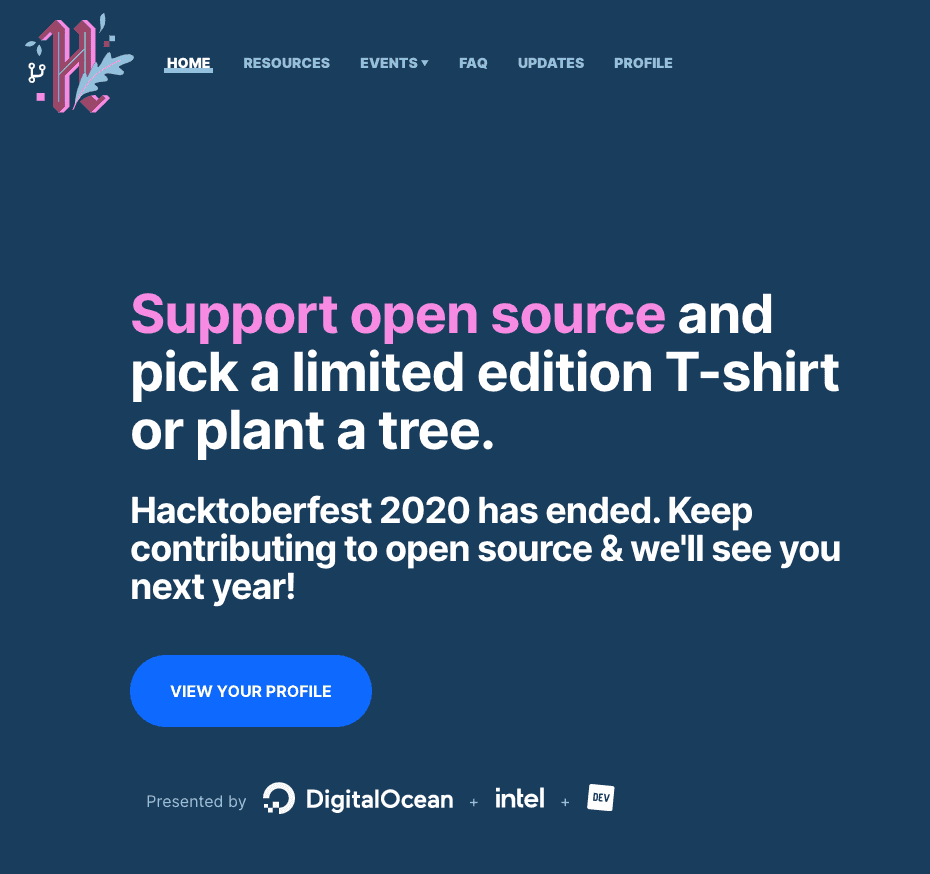 HOME RESOURCES EVENTS FAQ UPDATES PROFILE
Support open source and
pick a limited edition T-shirt
or plant a tree.
Hacktoberfest 2020 has ended. Keep
contributing to open source & we'll see you
next year!
VIEW YOUR PROFILE
Presented by DigitalOcean + intel + DEV